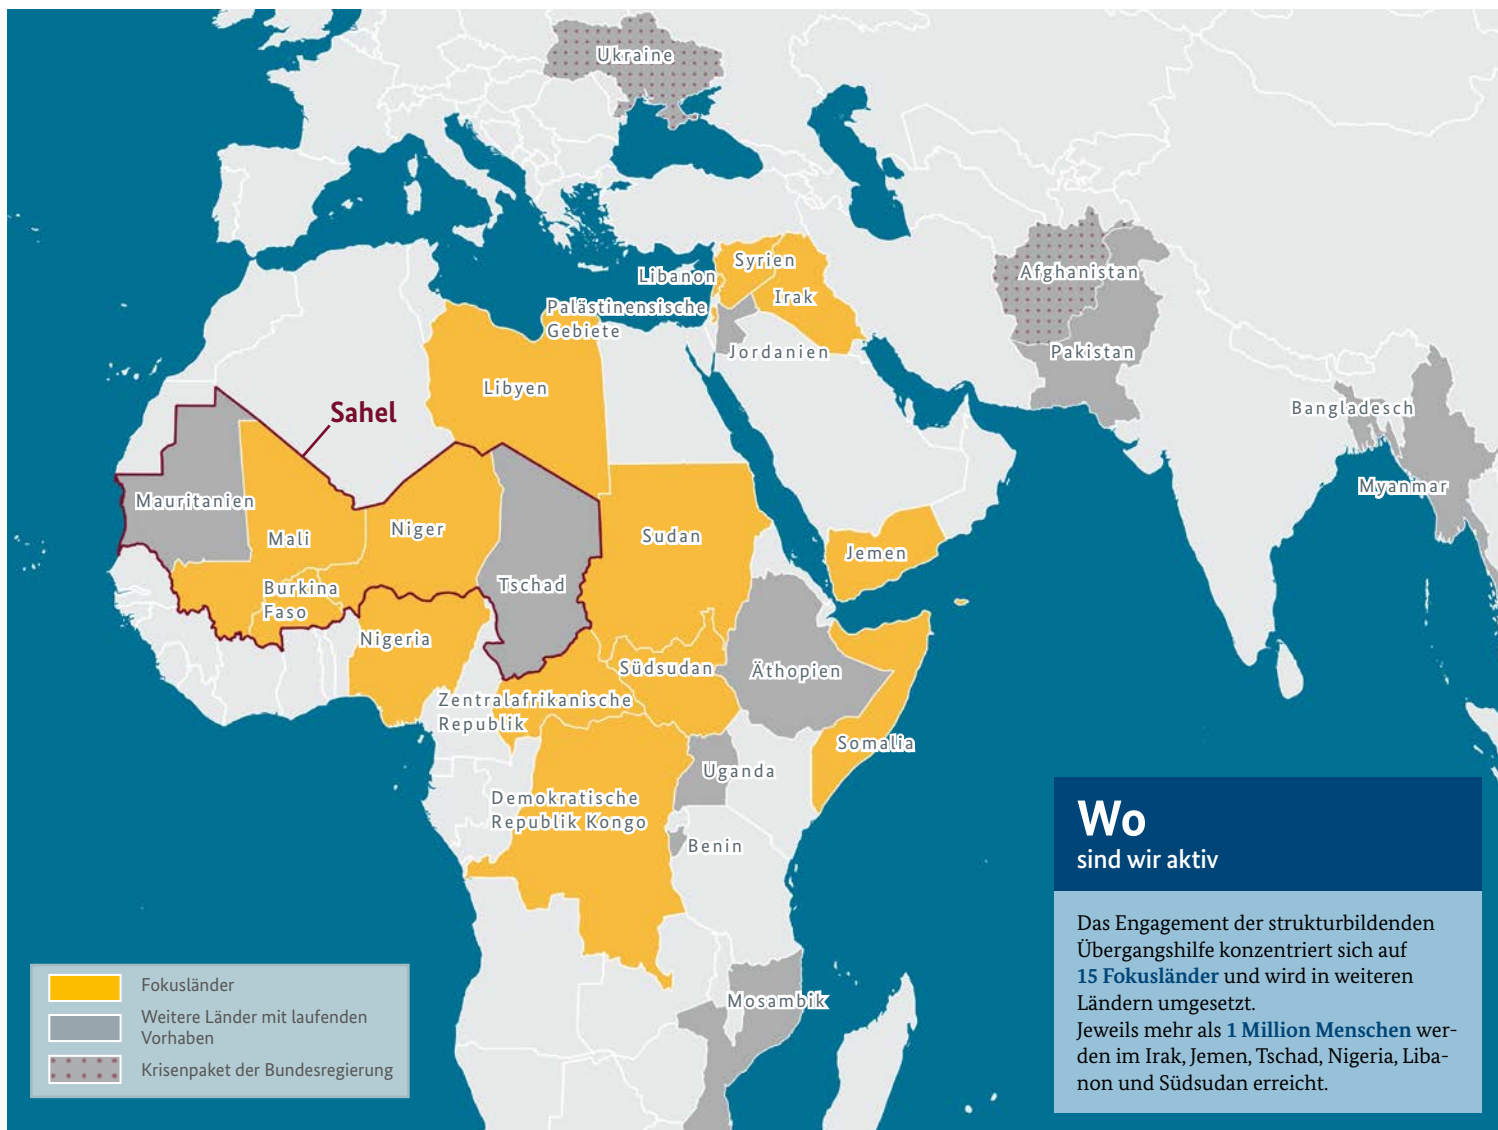 Ukraine
Syrien
Libanon
Afghanistan
Irak
Palästinensische
Gebiete
Jordanien
Pakistan
Libyen
Sahel
Bangladesch
Myanmar
Mauritanien
Mali
Niger
Sudan
Jemen
Tschad
Burkina
Faso
Nigeria
Südsudan
Äthopien
Zentralafrikanische
Republik
Somalia
Uganda
Demokratische
Republik Kongo
Benin
Mosambik
Wo
sind wir aktiv
Das Engagement der strukturbildenden
Übergangshilfe konzentriert sich auf
15 Fokusländer und wird in weiteren
Ländern umgesetzt.
Jeweils mehr als 1 Million Menschen wer-
den im Irak, Jemen, Tschad, Nigeria, Liba-
non und Südsudan erreicht.
Fokusländer
Weitere Länder mit laufenden
Vorhaben
Krisenpaket der Bundesregierung